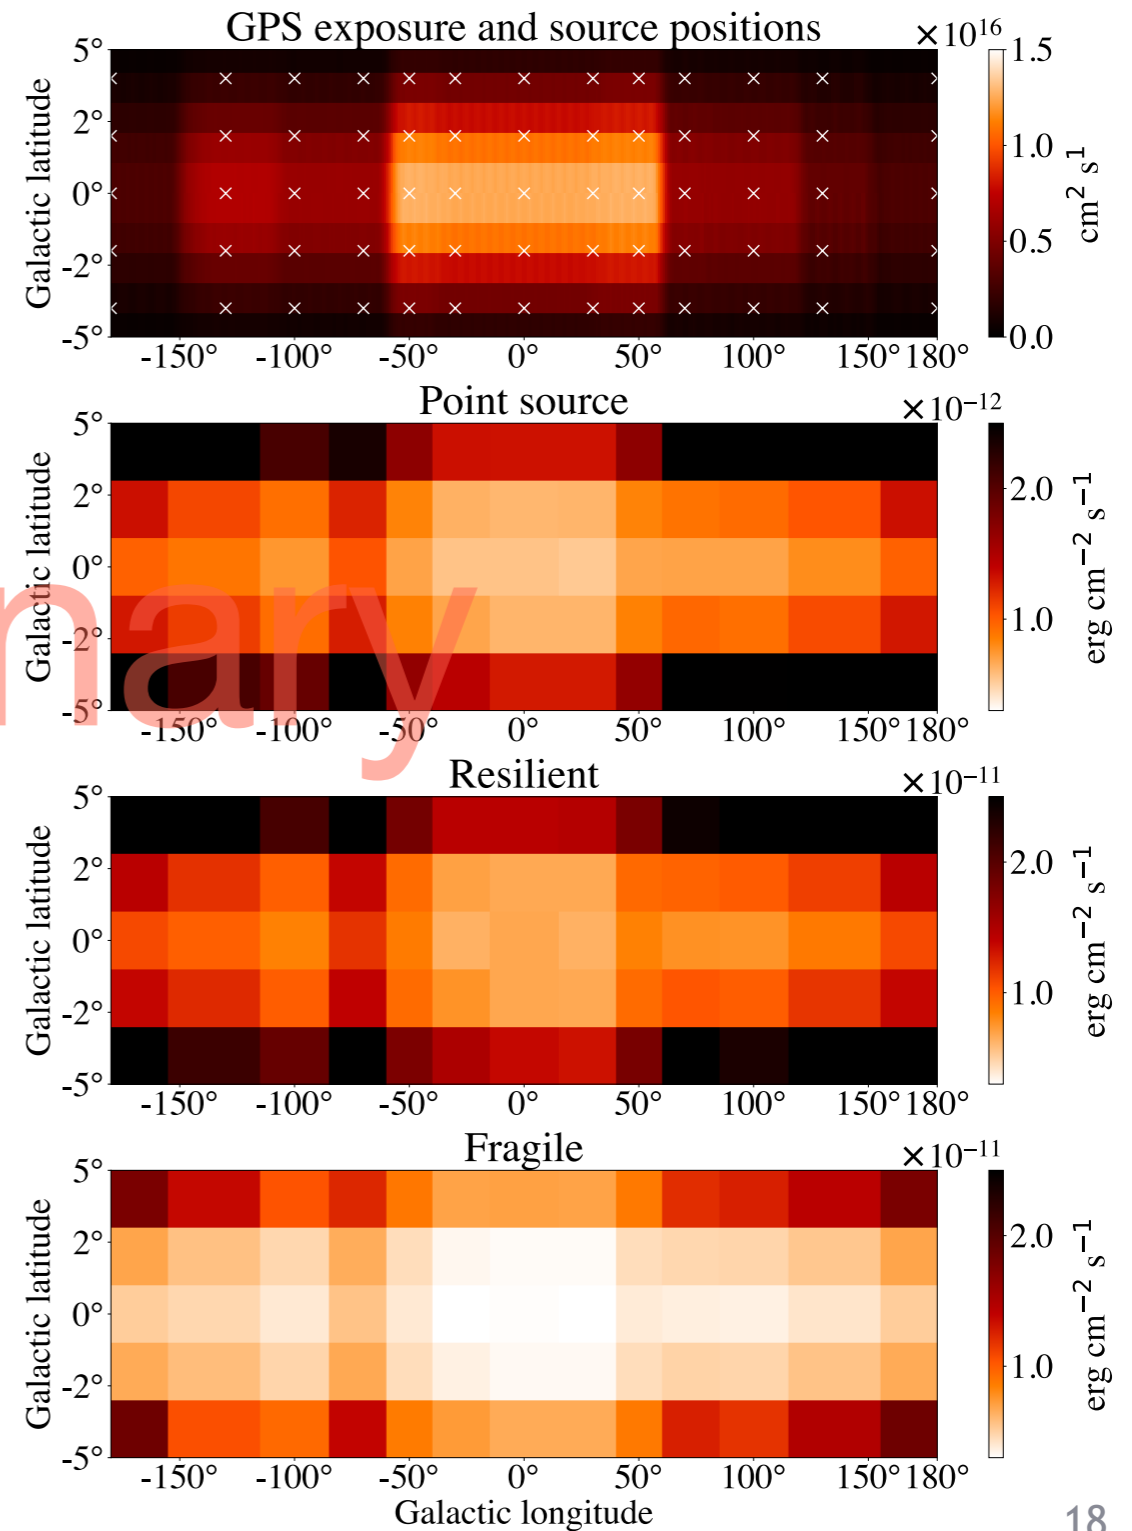 GPS exposure and source positions
×10¹⁶
5°
2°
0°
-2°
-5°
Galactic latitude
-150° -100° -50° 0° 50° 100° 150° 180°
1.5
1.0
0.5
0.0
cm² s¹
Point source
×10⁻¹²
5°
2°
0°
-2°
-5°
Galactic latitude
-150° -100° -50° 0° 50° 100° 150° 180°
2.0
1.0
erg cm⁻² s⁻¹
nary
Resilient
×10⁻¹¹
5°
2°
0°
-2°
-5°
Galactic latitude
-150° -100° -50° 0° 50° 100° 150° 180°
2.0
1.0
erg cm⁻² s⁻¹
Fragile
×10⁻¹¹
5°
2°
0°
-2°
-5°
Galactic latitude
-150° -100° -50° 0° 50° 100° 150° 180°
2.0
1.0
erg cm⁻² s⁻¹
Galactic longitude
18